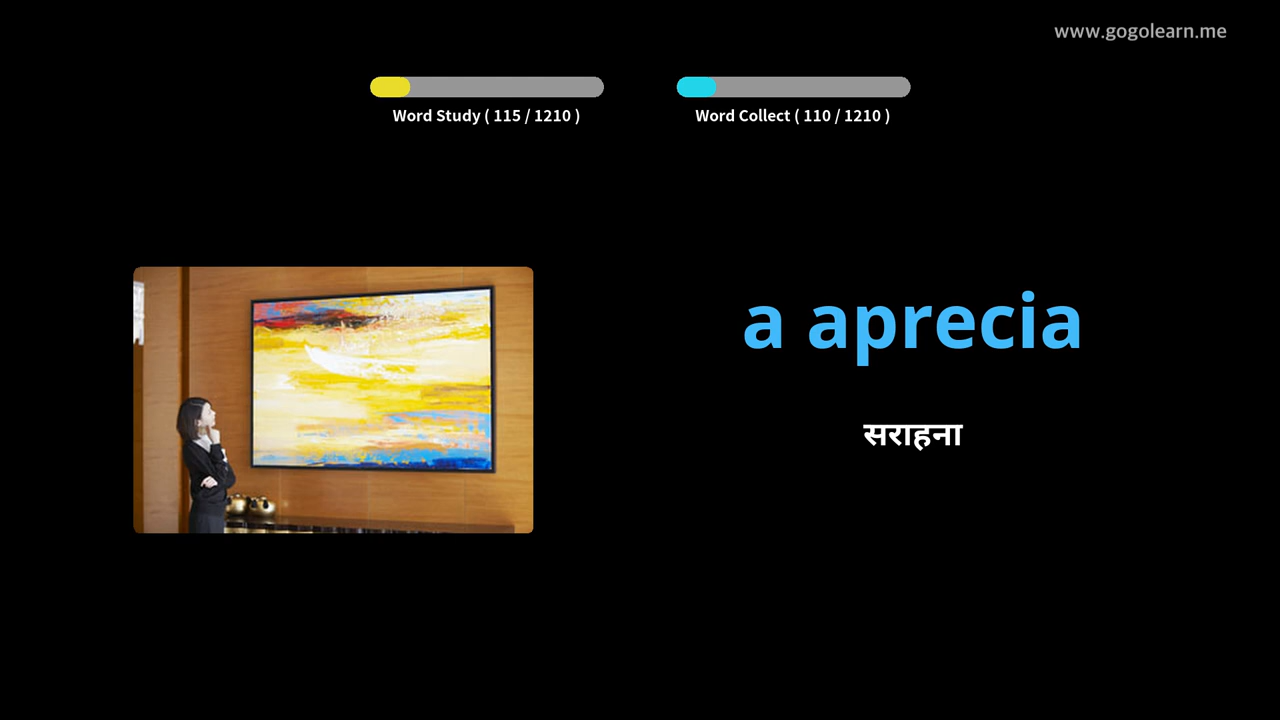 www.gogolearn.me
Word Study ( 115 / 1210 )
Word Collect ( 110 / 1210 )
a aprecia
सराहना